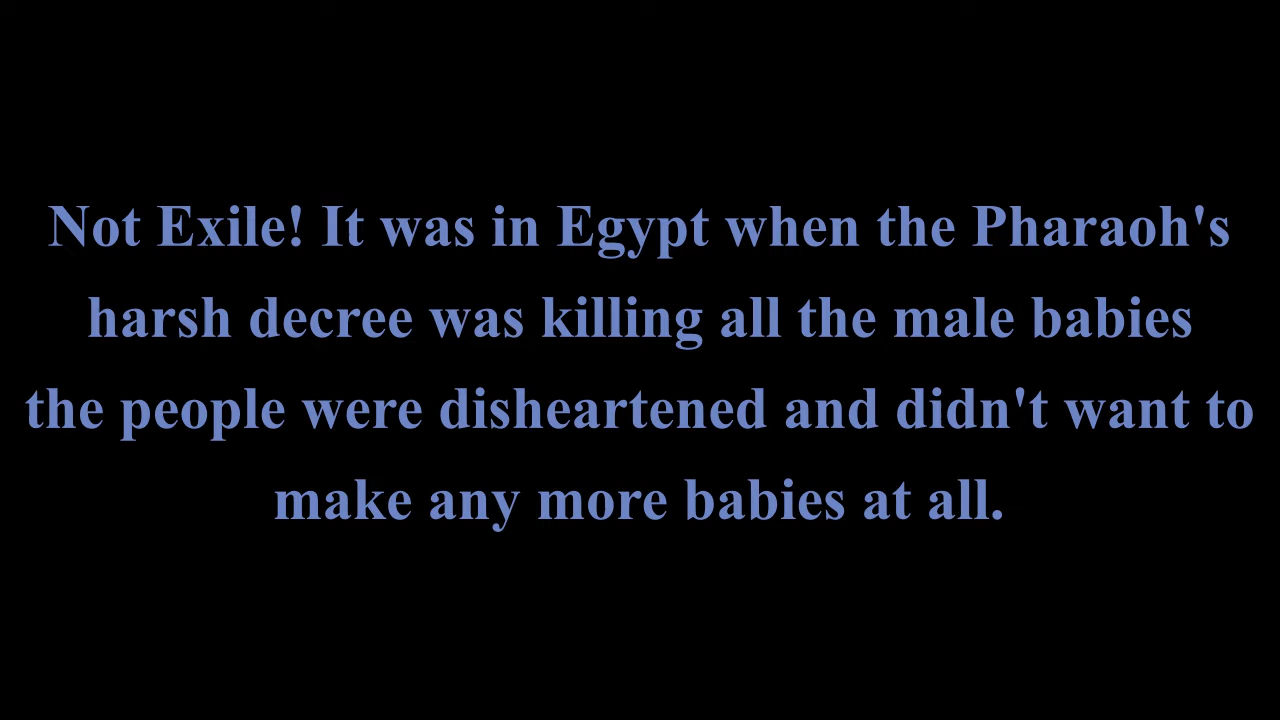 Not Exile! It was in Egypt when the Pharaoh's
harsh decree was killing all the male babies
the people were disheartened and didn't want to
make any more babies at all.